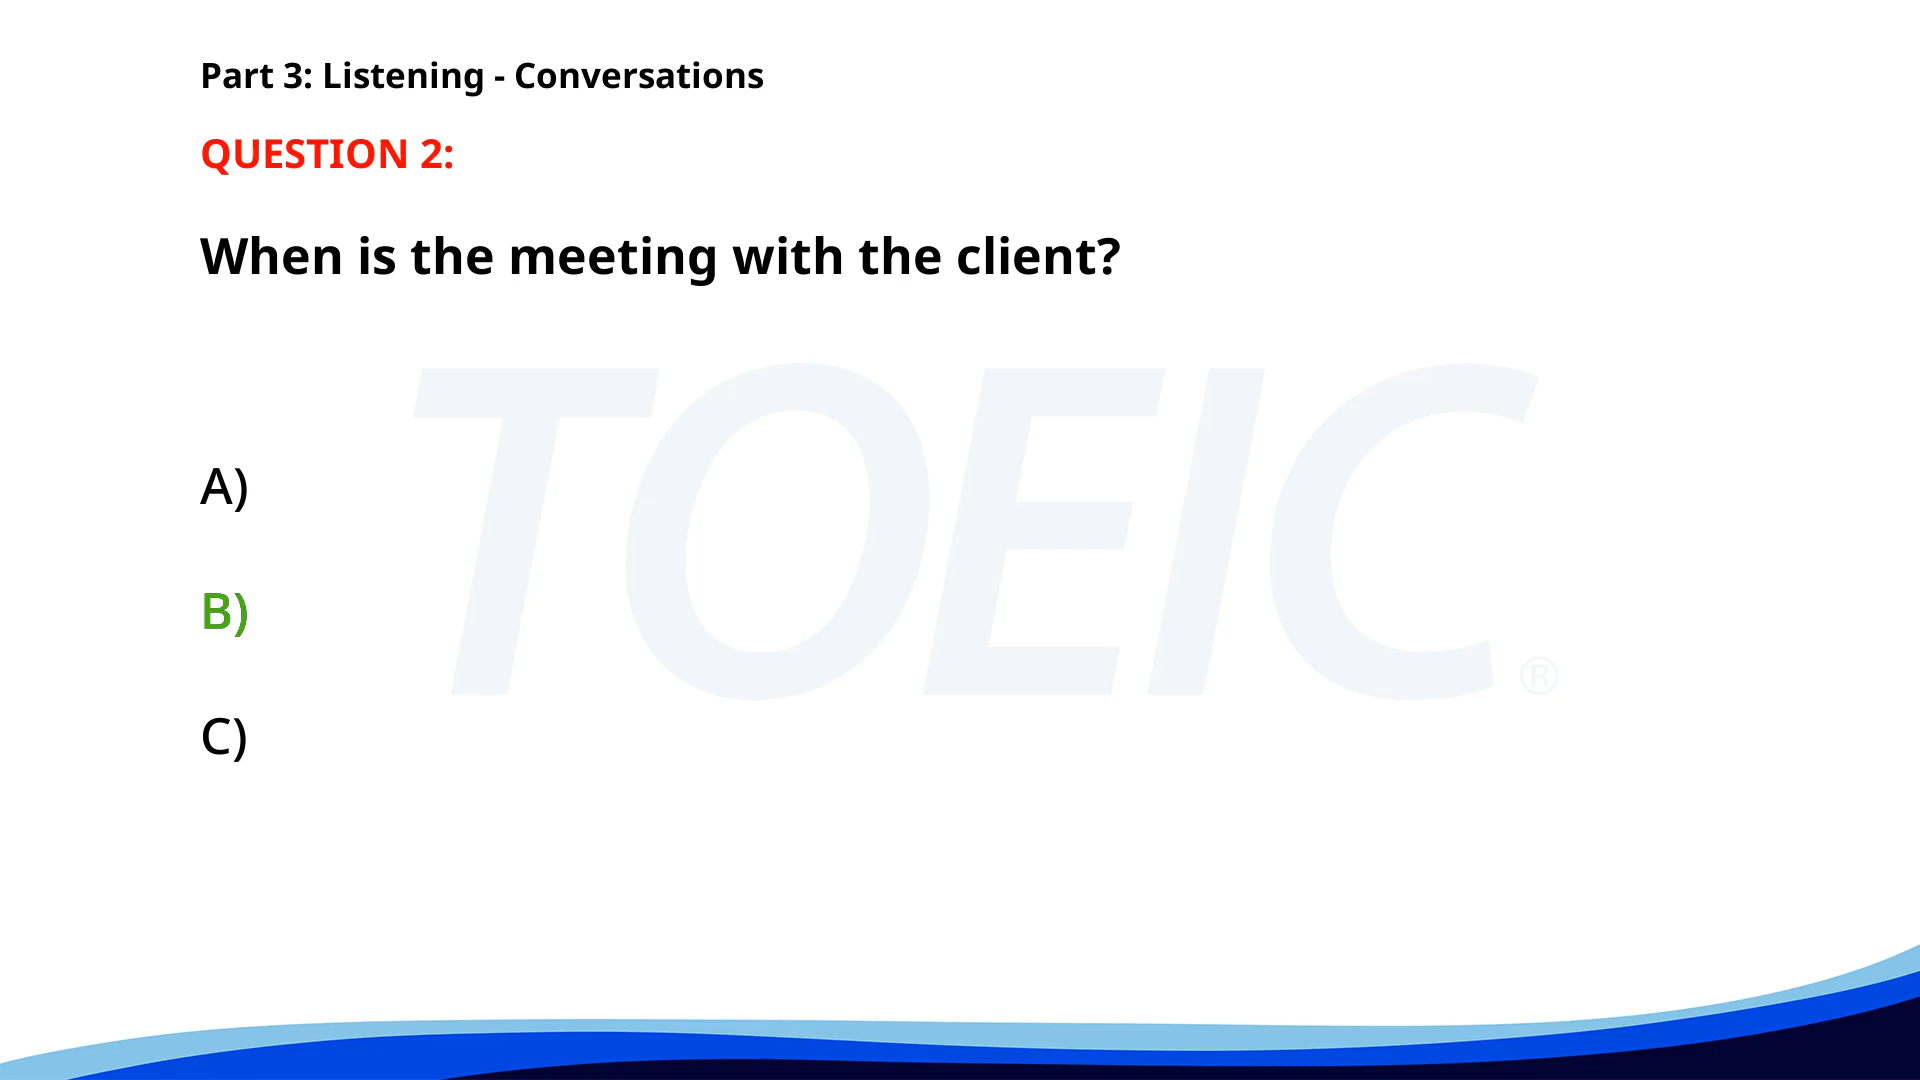 Part 3: Listening - Conversations
QUESTION 2:
When is the meeting with the client?
TOEIC®
A)
B)
C)